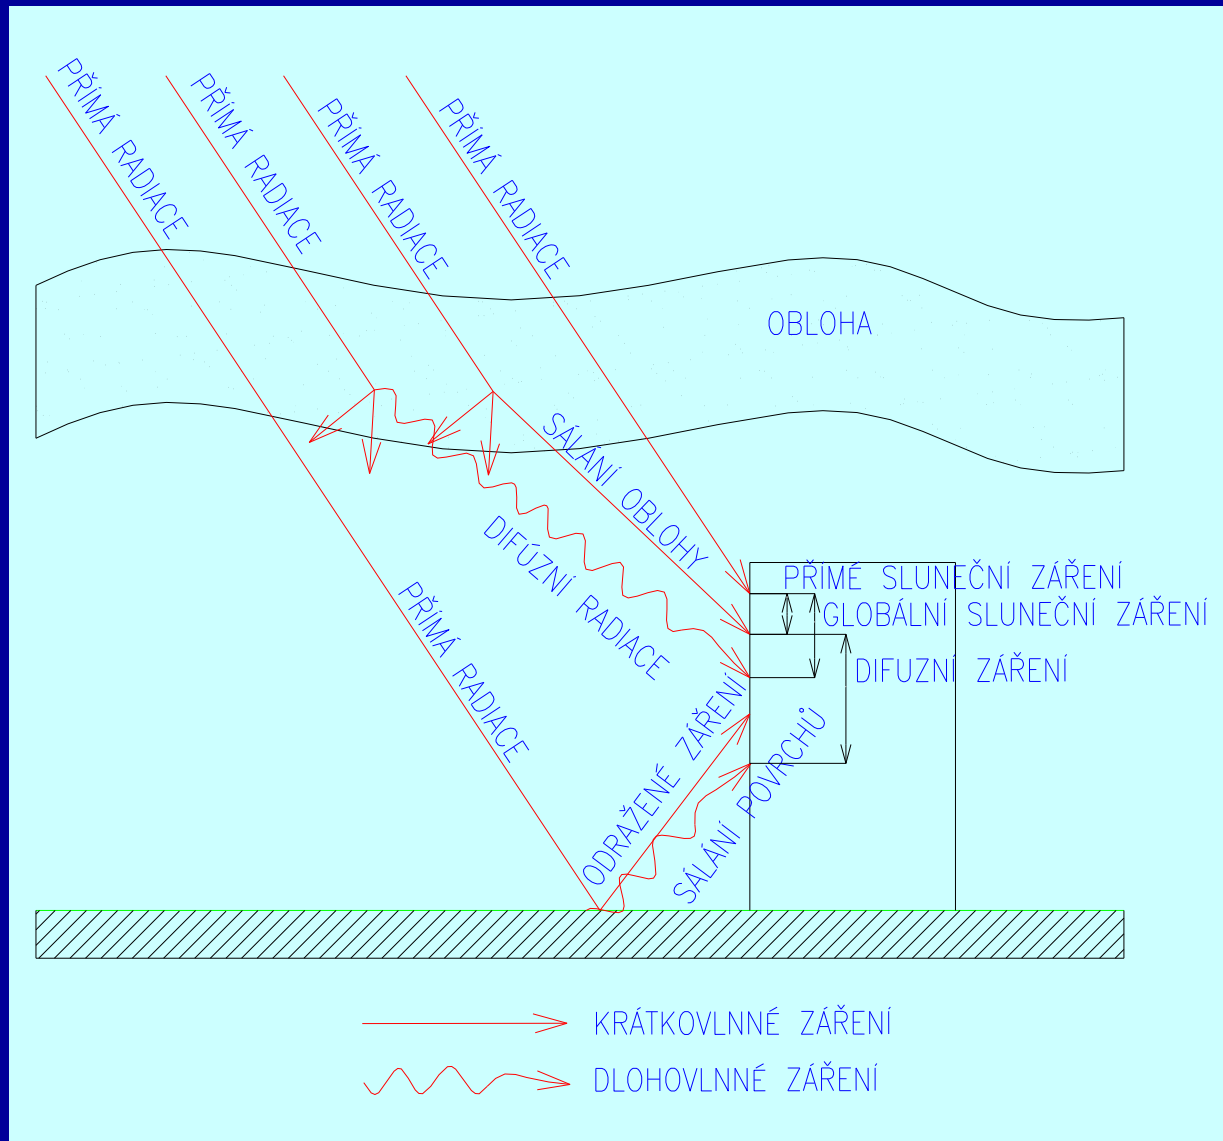 PŘÍMÁ RADIACE
PŘÍMÁ RADIACE
PŘÍMÁ RADIACE
PŘÍMÁ RADIACE
OBLOHA
SÁLÁNÍ OBLOHY
DIFÚZNÍ RADIACE
PŘÍMÁ RADIACE
PŘÍMÉ SLUNEČNÍ ZÁŘENÍ
GLOBÁLNÍ SLUNEČNÍ ZÁŘENÍ
DIFUZNÍ ZÁŘENÍ
ODRAŽENÉ ZÁŘENÍ
SÁLÁNÍ POVRCHŮ
KRÁTKOVLNNÉ ZÁŘENÍ
DLOHOVLNNÉ ZÁŘENÍ